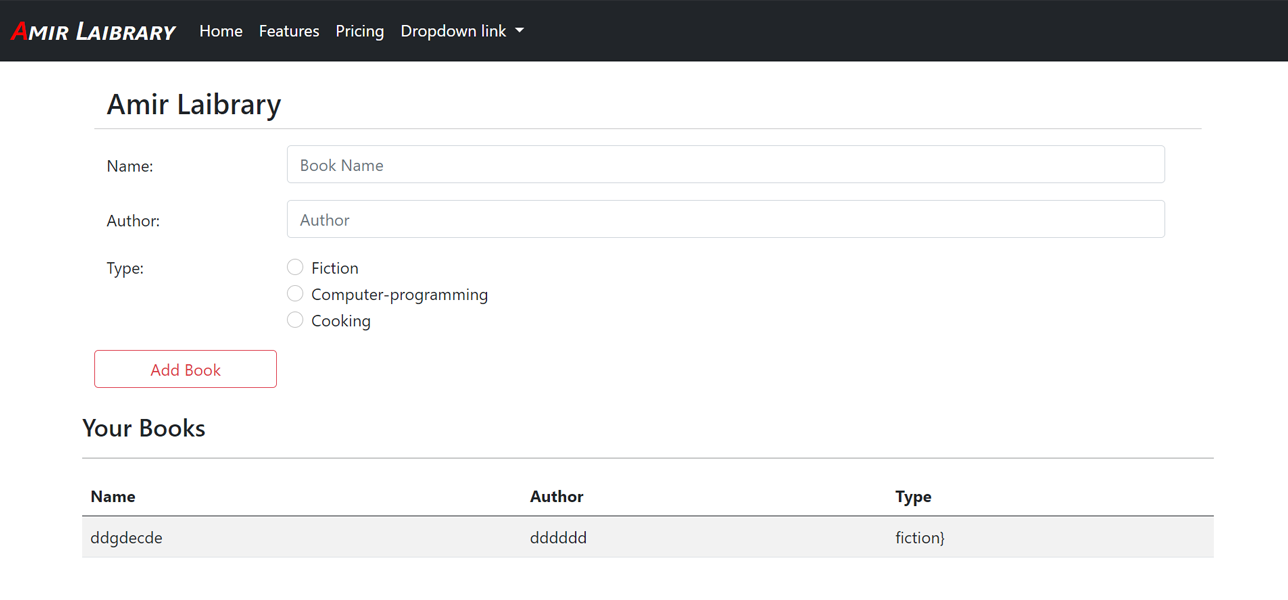 AMIR LAIBRARY Home Features Pricing Dropdown link
Amir Laibrary
Name: Book Name
Author: Author
Type: Fiction
Computer-programming
Cooking
Add Book
Your Books
Name Author Type
ddgdecde dddddd fiction}